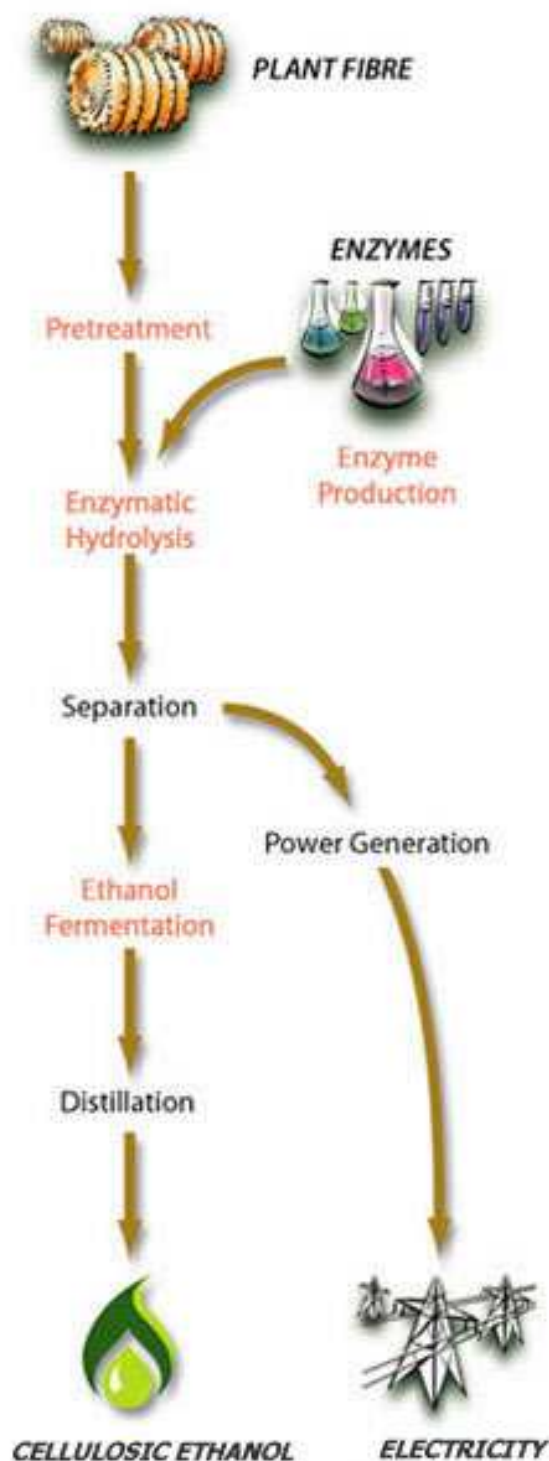 PLANT FIBRE
ENZYMES
Pretreatment
Enzyme
Production
Enzymatic
Hydrolysis
Separation
Power Generation
Ethanol
Fermentation
Distillation
CELLULOSIC ETHANOL
ELECTRICITY